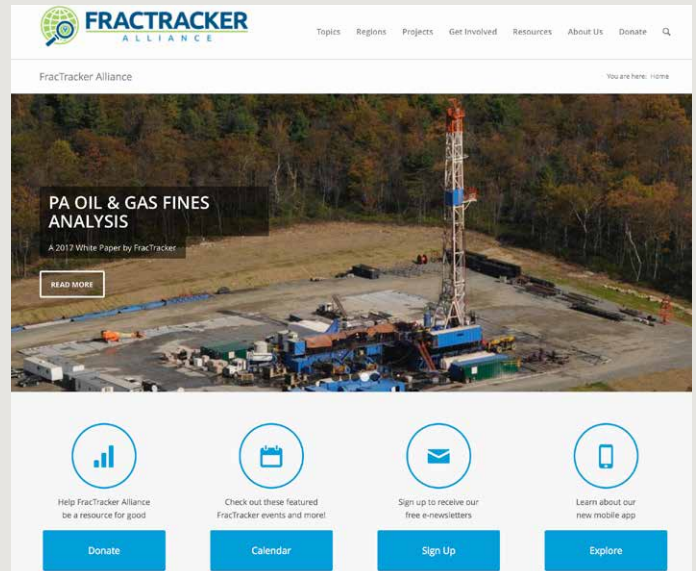 FRACTRACKER
ALLIANCE
Topics Regions Projects Get Involved Resources About Us Donate
FracTracker Alliance
You are here: Home
PA OIL & GAS FINES
ANALYSIS
A 2017 White Paper by FracTracker
READ MORE
Help FracTracker Alliance
be a resource for good
Donate
Check out these featured
FracTracker events and more!
Calendar
Sign up to receive our
free e-newsletters
Sign Up
Learn about our
new mobile app
Explore